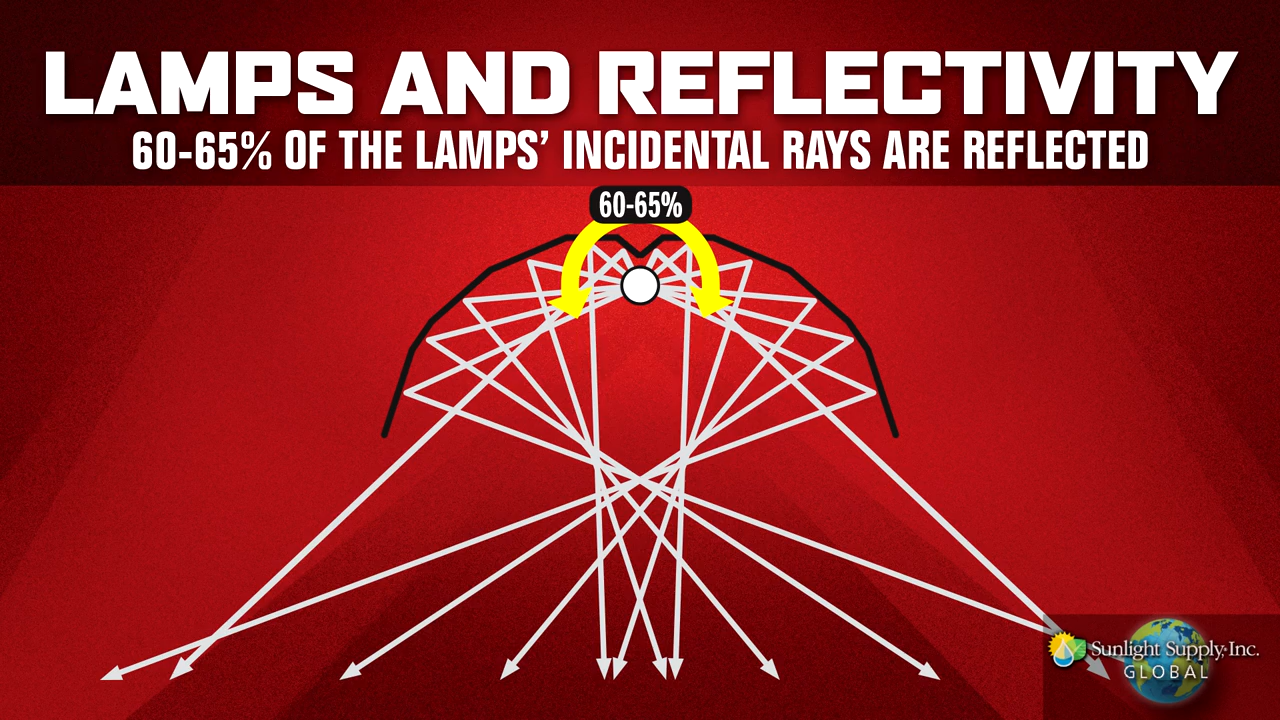 LAMPS AND REFLECTIVITY
60-65% OF THE LAMPS' INCIDENTAL RAYS ARE REFLECTED
60-65%
Sunlight Supply, Inc.
GLOBAL